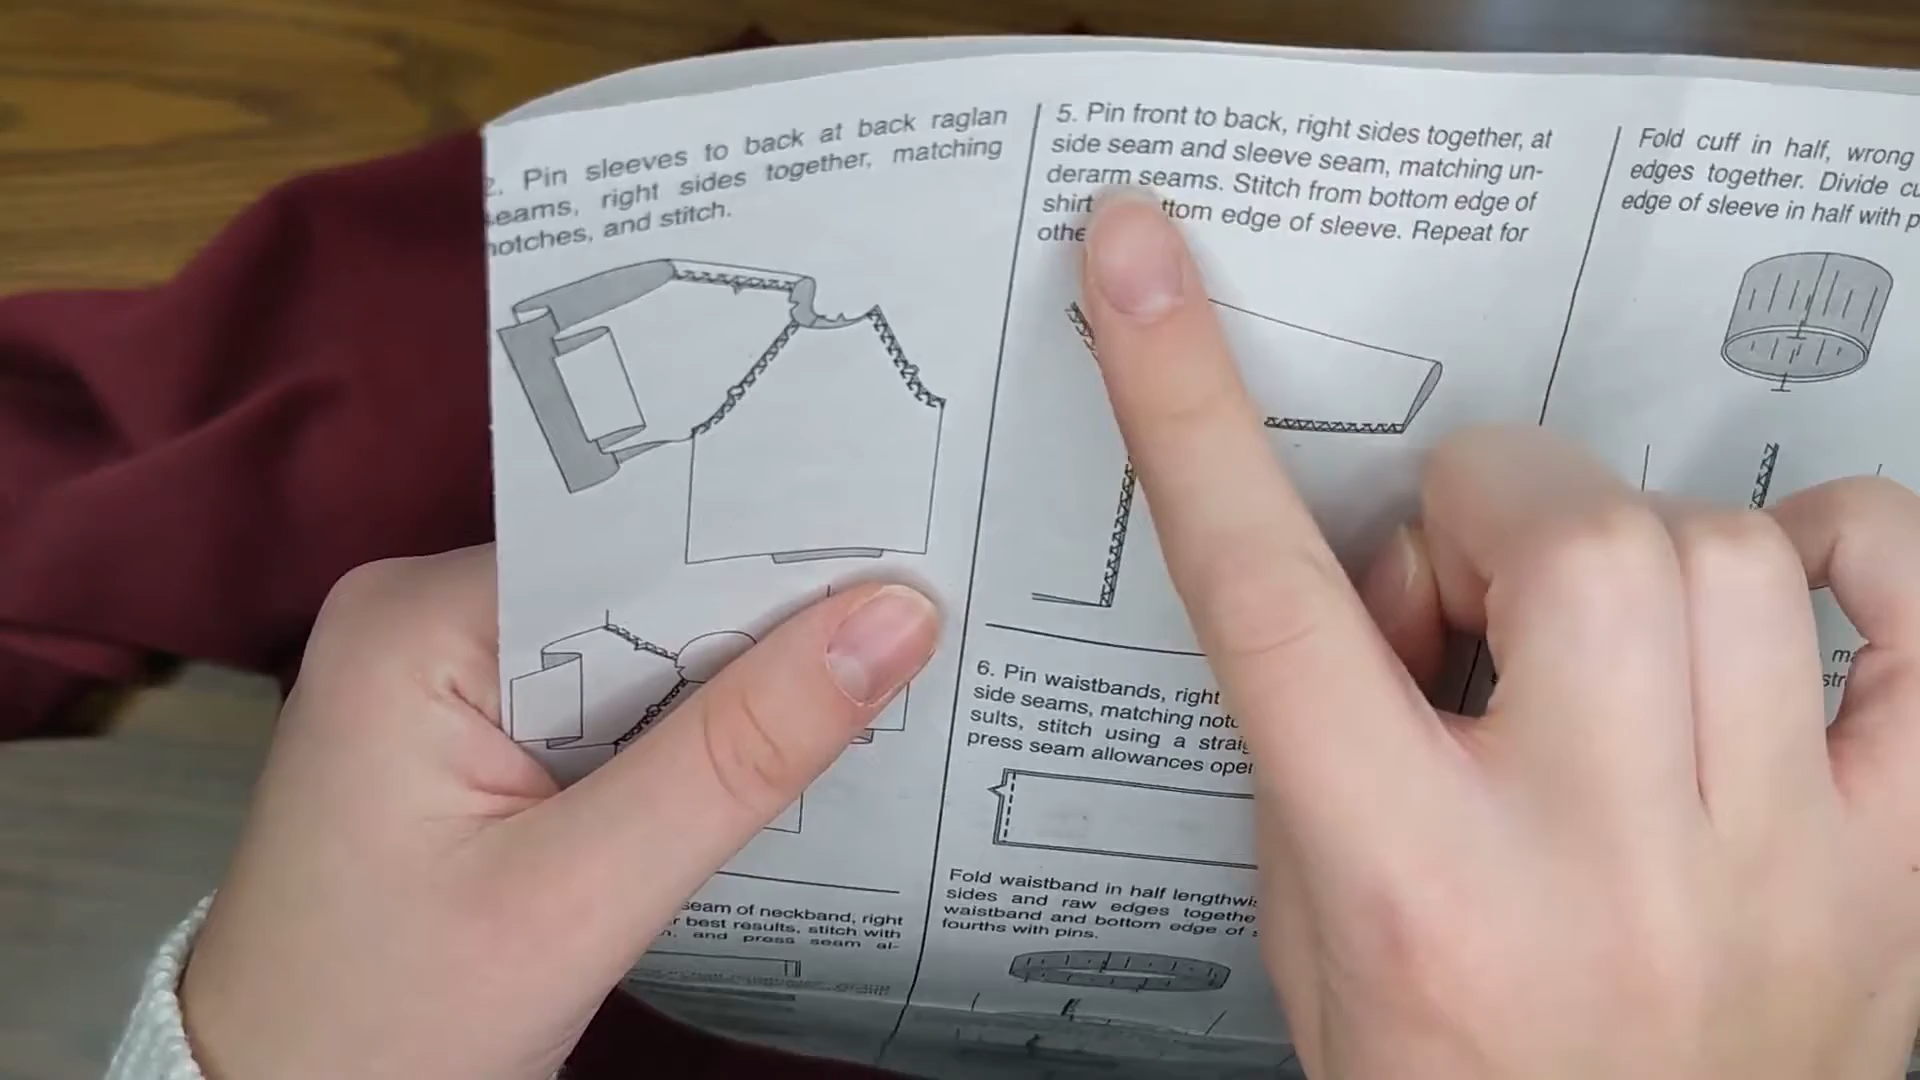 2. Pin sleeves to back at back raglan
seams, right sides together, matching
notches, and stitch.
seam of neckband, right
best results, stitch with
and press seam al-
5. Pin front to back, right sides together, at
side seam and sleeve seam, matching un-
derarm seams. Stitch from bottom edge of
shirt edge of sleeve. Repeat for
6. Pin waistbands, right
side seams, matching
sults, stitch using a
press seam allowances
Fold waistband in half
sides and raw edges
waistband and bottom edge of
fourths with pins.
Fold cuff in half, wrong
edges together. Divide
edge of sleeve in half with